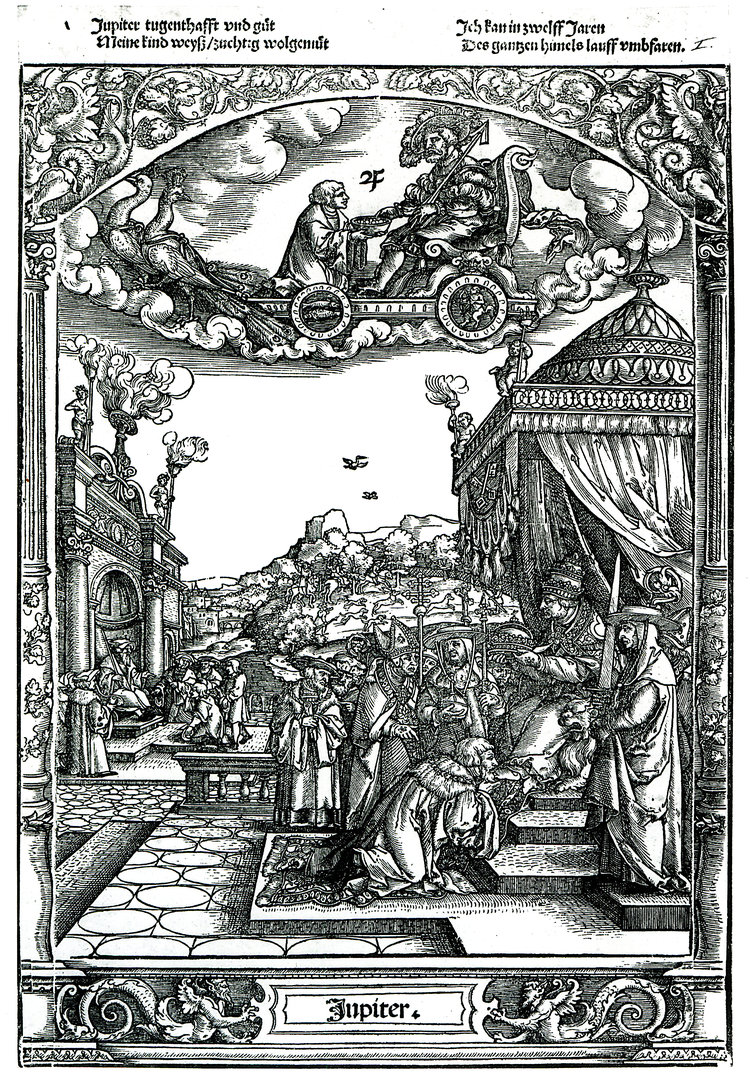 Jupiter tugenthafft vnd gůt
Meine kind weyß/zuchtig wolgemůt
Ich kan in zwelff Jaren
Des gantzen himels lauff vmbfaren. I.
♃
Jupiter.